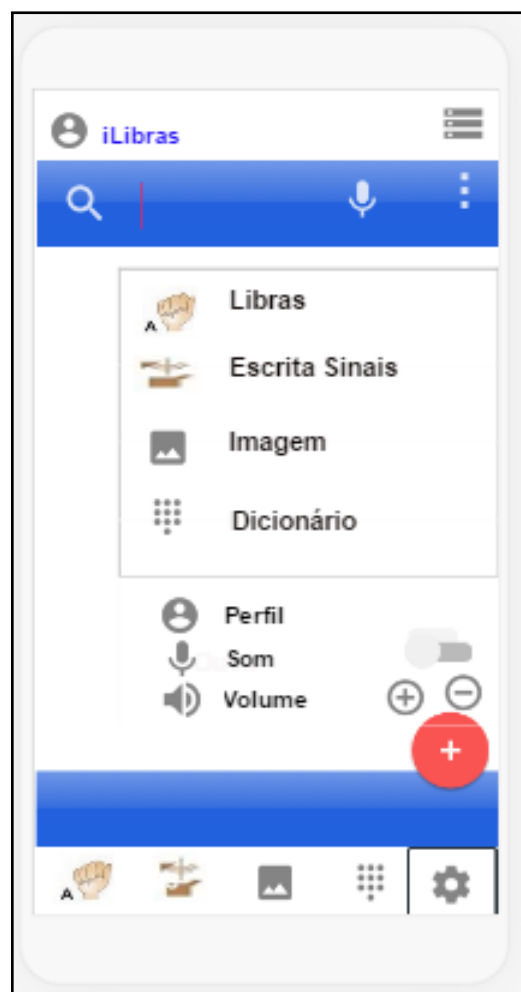 iLibras
A
Libras
Escrita Sinais
Imagem
Dicionário
Perfil
Som
Volume
A